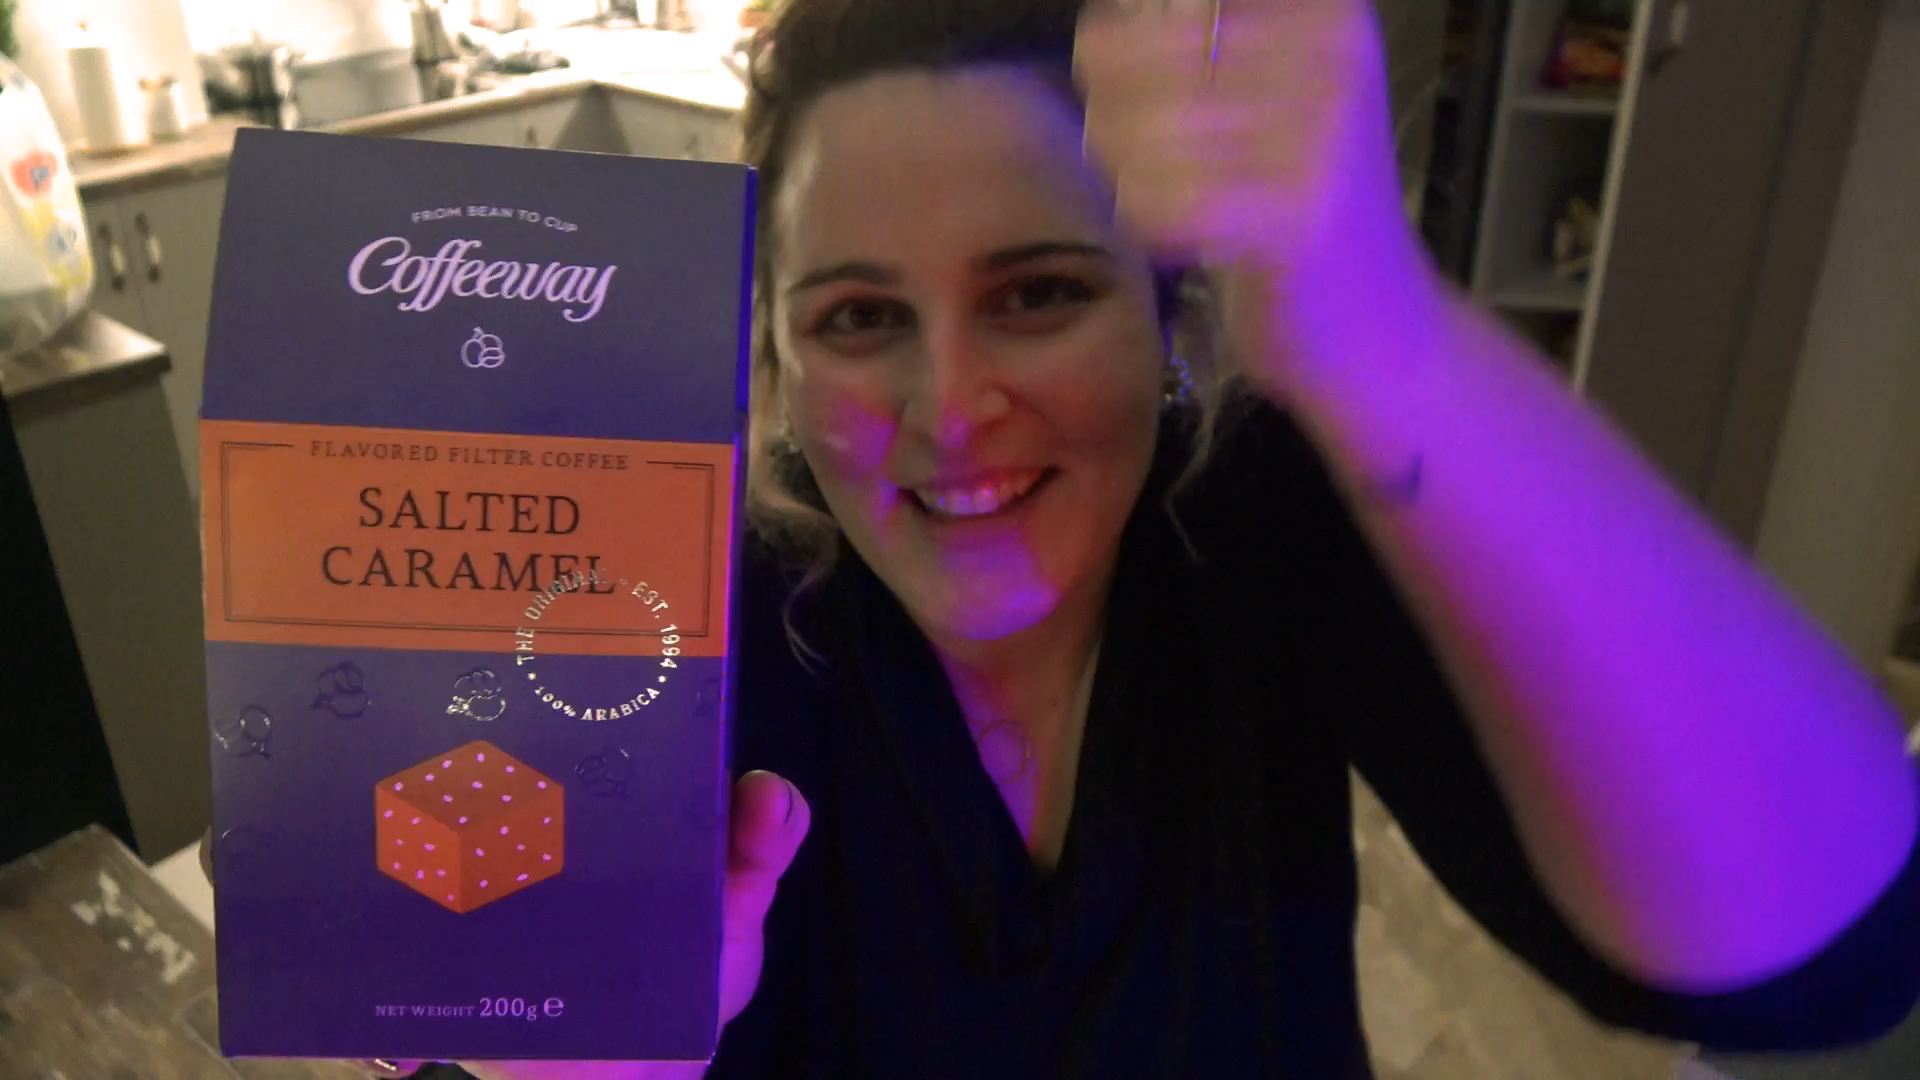 FROM BEAN TO CUP
Coffeeway
FLAVORED FILTER COFFEE
SALTED
CARAMEL
THE ORIGINAL * EST. 1994 * 100% ARABICA *
NET WEIGHT 200g ℮